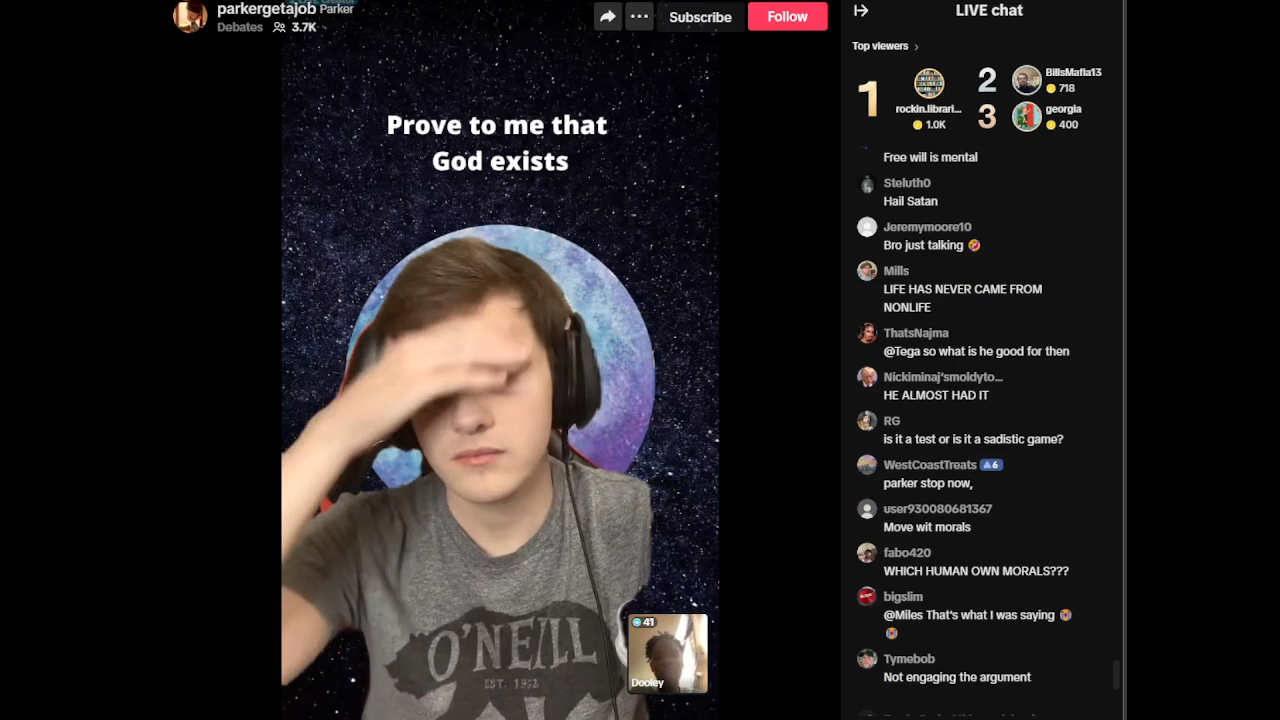 parkergetajob Parker
Debates 3.7K
Subscribe
Follow
Prove to me that
God exists
O'NEILL
EST. 1952
41
Dooley
LIVE chat
Top viewers
1
rockin.librari...
1.0K
2
BillsMafia13
718
3
georgia
400
Free will is mental
Steluth0
Hail Satan
Jeremymoore10
Bro just talking 🤣
Mills
LIFE HAS NEVER CAME FROM
NONLIFE
ThatsNajma
@Tega so what is he good for then
Nickiminaj'smoldyto...
HE ALMOST HAD IT
RG
is it a test or is it a sadistic game?
WestCoastTreats 6
parker stop now,
user930080681367
Move wit morals
fabo420
WHICH HUMAN OWN MORALS???
bigslim
@Miles That's what I was saying 😭
😭
Tymebob
Not engaging the argument